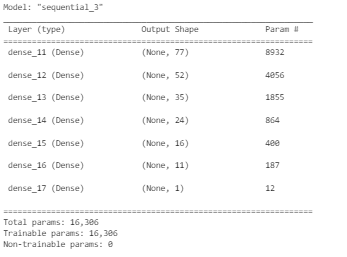 Model: "sequential_3"
_________________________________________________________________
Layer (type) Output Shape Param #
=================================================================
dense_11 (Dense) (None, 77) 8932
dense_12 (Dense) (None, 52) 4056
dense_13 (Dense) (None, 35) 1855
dense_14 (Dense) (None, 24) 864
dense_15 (Dense) (None, 16) 400
dense_16 (Dense) (None, 11) 187
dense_17 (Dense) (None, 1) 12
=================================================================
Total params: 16,306
Trainable params: 16,306
Non-trainable params: 0